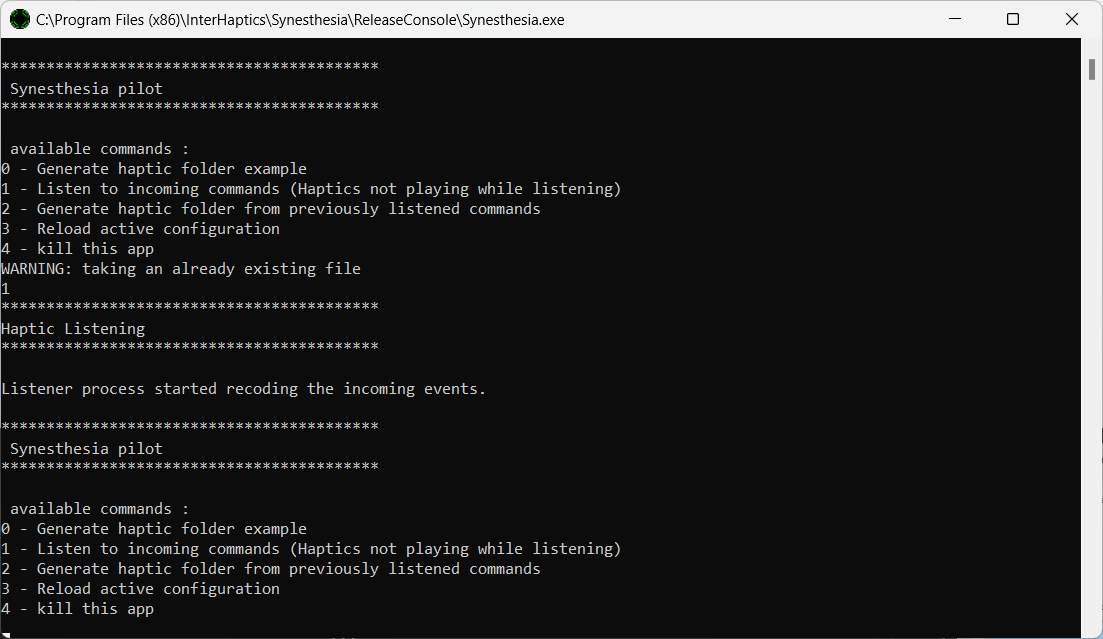 C:\Program Files (x86)\InterHaptics\Synesthesia\ReleaseConsole\Synesthesia.exe
******************************************
Synesthesia pilot
******************************************
available commands :
0 - Generate haptic folder example
1 - Listen to incoming commands (Haptics not playing while listening)
2 - Generate haptic folder from previously listened commands
3 - Reload active configuration
4 - kill this app
WARNING: taking an already existing file
1
******************************************
Haptic Listening
******************************************
Listener process started recoding the incoming events.
******************************************
Synesthesia pilot
******************************************
available commands :
0 - Generate haptic folder example
1 - Listen to incoming commands (Haptics not playing while listening)
2 - Generate haptic folder from previously listened commands
3 - Reload active configuration
4 - kill this app